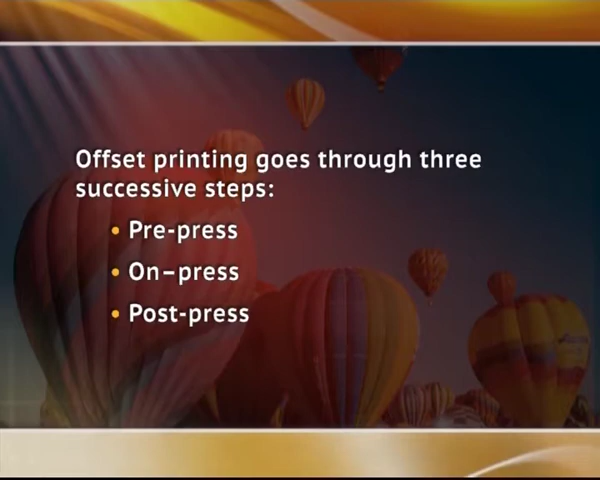 Offset printing goes through three
successive steps:
• Pre-press
• On–press
• Post-press